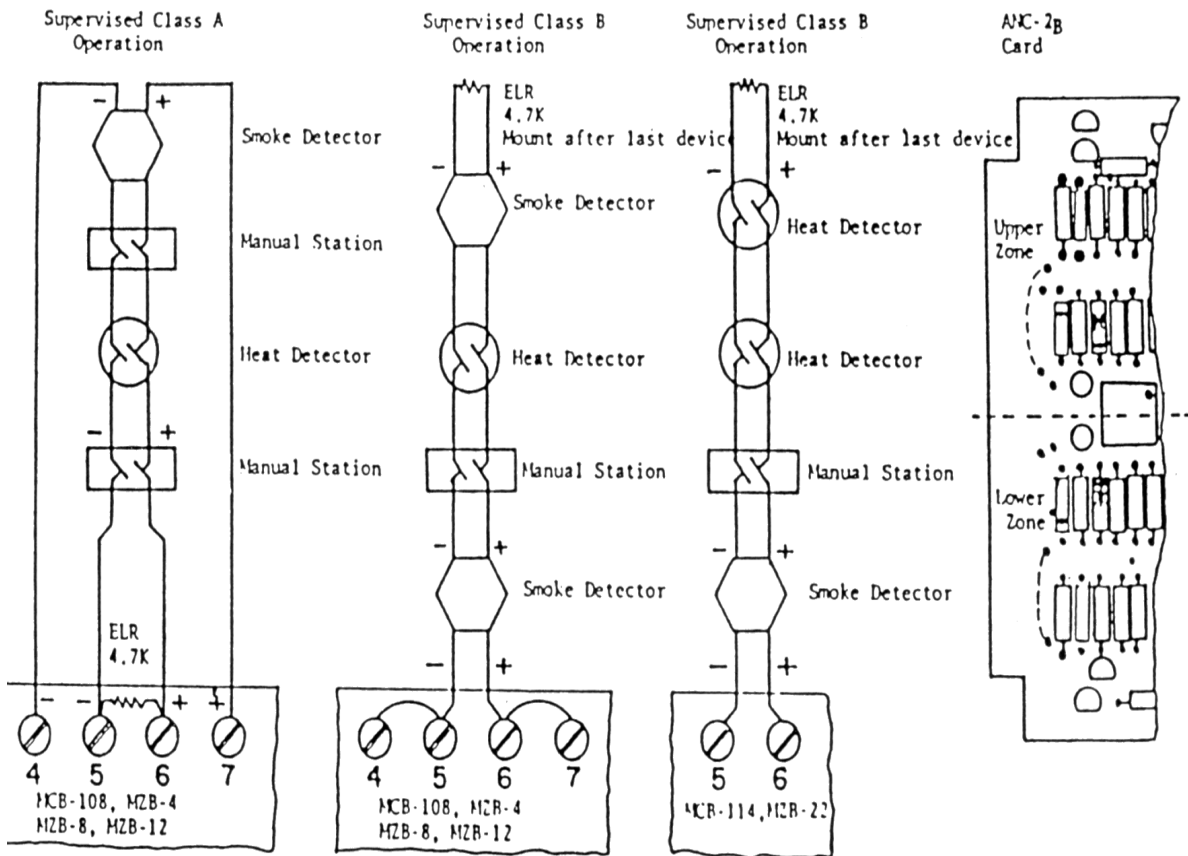 Supervised Class A
Operation
Supervised Class B
Operation
Supervised Class B
Operation
ANC-2B
Card
- +
Smoke Detector
Manual Station
Heat Detector
- +
Manual Station
ELR
4.7K
- - + +
4 5 6 7
MCB-108, MZB-4
MZB-8, MZB-12
ELR
4.7K
Mount after last device
- +
Smoke Detector
Heat Detector
Manual Station
- +
Smoke Detector
- +
4 5 6 7
MCB-108, MZB-4
MZB-8, MZB-12
ELR
4.7K
Mount after last device
- +
Heat Detector
Heat Detector
Manual Station
- +
Smoke Detector
- +
5 6
MCB-114, MZB-22
Upper
Zone
Lower
Zone